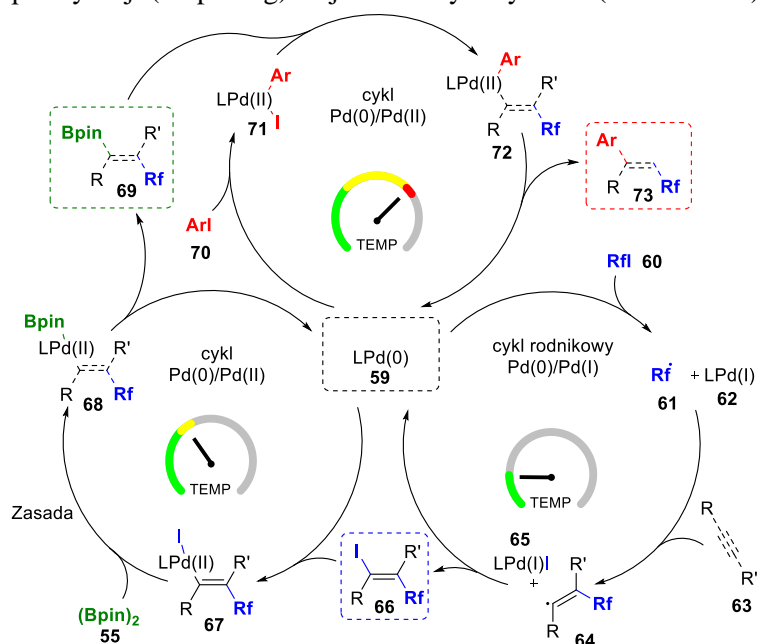 Ar
LPd(II)
I
71
cykl
Pd(0)/Pd(II)
Ar
LPd(II)
R'
R
Rf
72
Bpin
R'
R
Rf
69
Ar
R
Rf
73
TEMP
ArI
70
RfI 60
Bpin
LPd(II)
R'
R
Rf
68
cykl
Pd(0)/Pd(II)
LPd(0)
59
cykl rodnikowy
Pd(0)/Pd(I)
Rf˙ + LPd(I)
61 62
TEMP
TEMP
Zasada
I
LPd(II)
R'
R
Rf
67
(Bpin)2
55
I
R'
R
Rf
66
65
LPd(I)I
+
R'
Rf
R
64
R
R'
63